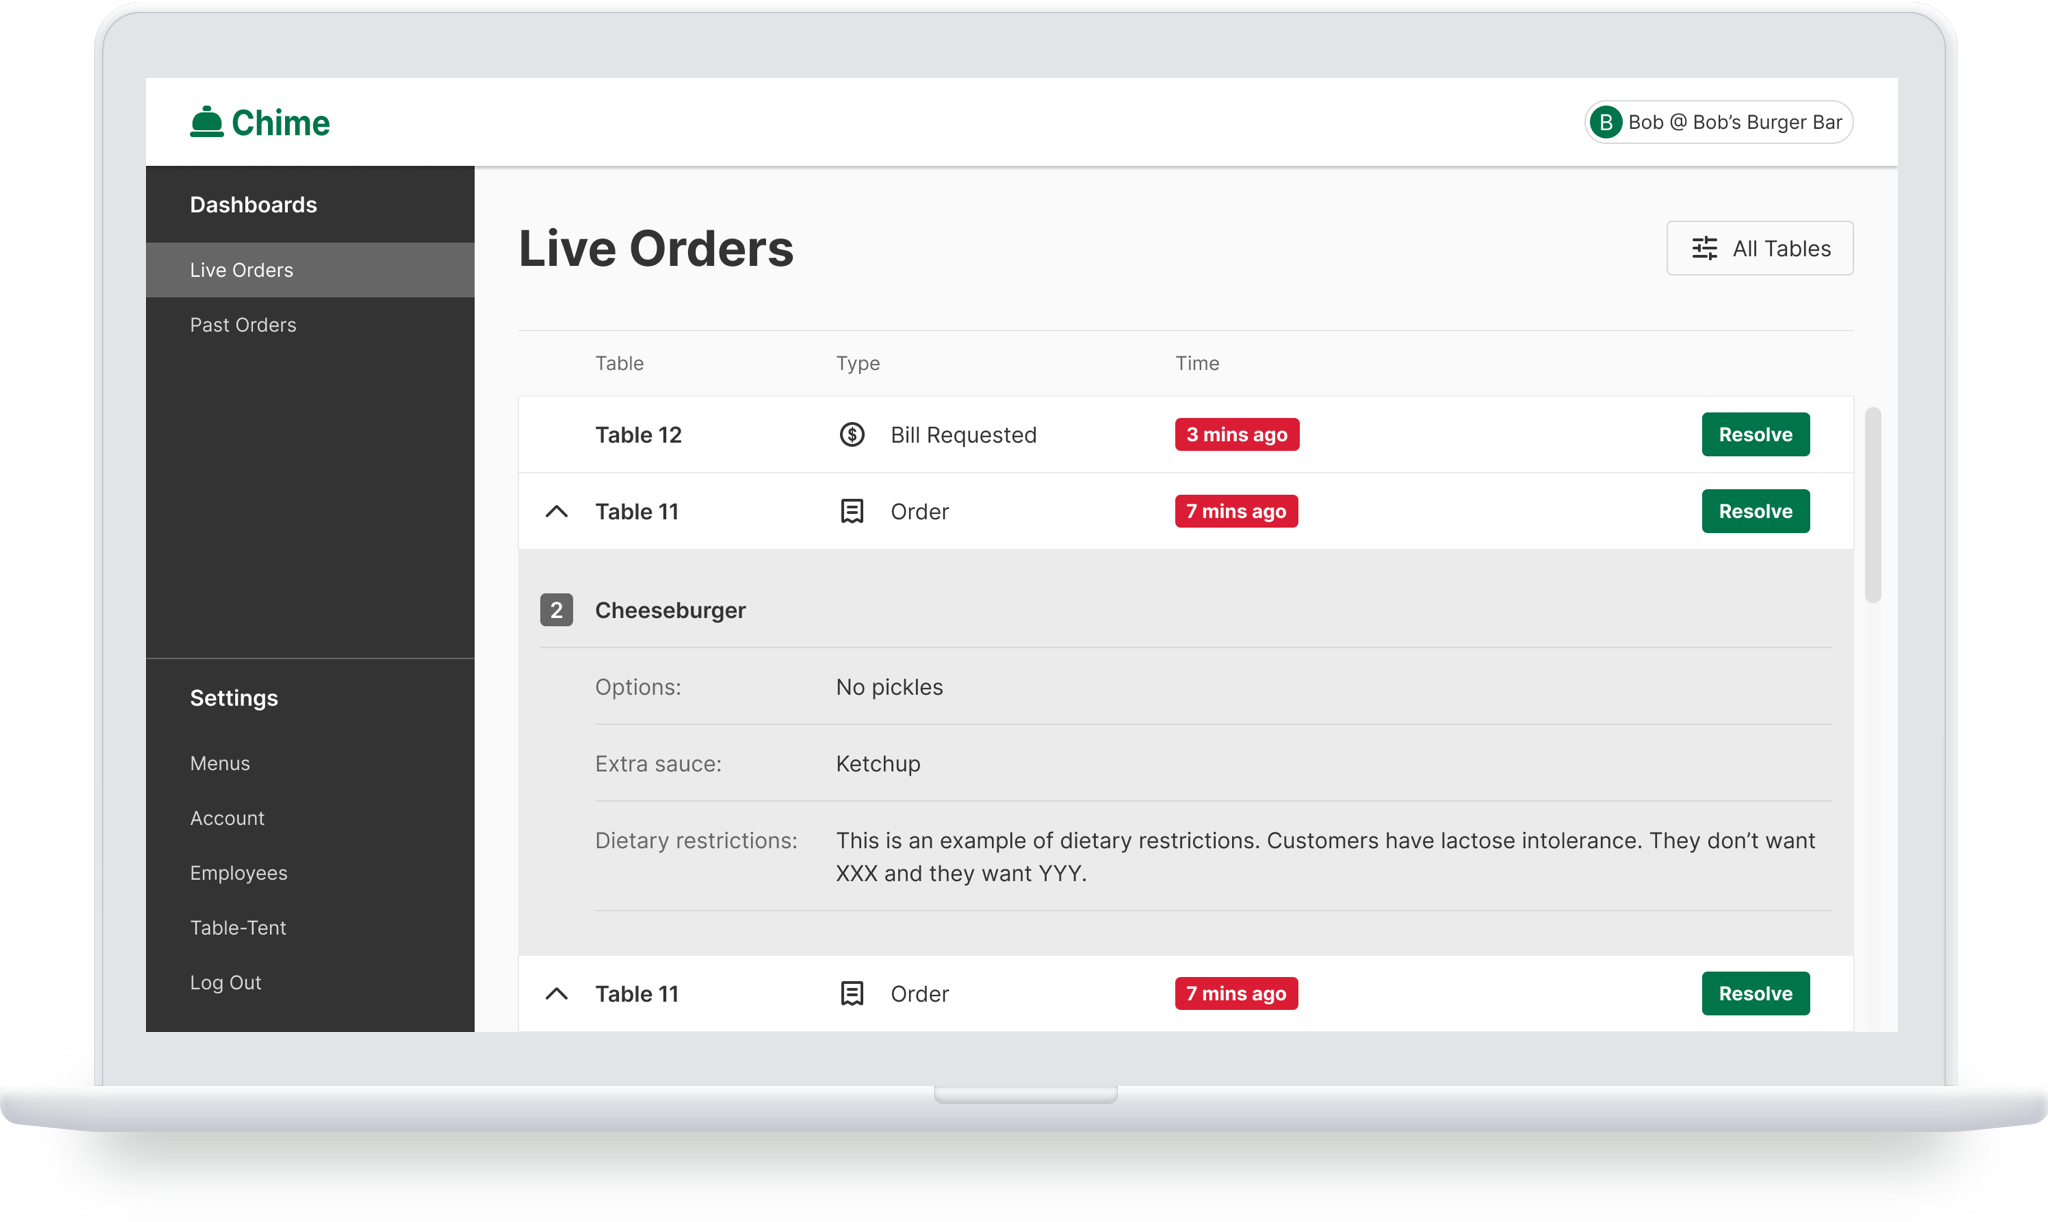 Chime
B Bob @ Bob’s Burger Bar
Dashboards
Live Orders
Past Orders
Settings
Menus
Account
Employees
Table-Tent
Log Out
Live Orders
All Tables
Table Type Time
Table 12 Bill Requested 3 mins ago Resolve
Table 11 Order 7 mins ago Resolve
2 Cheeseburger
Options: No pickles
Extra sauce: Ketchup
Dietary restrictions: This is an example of dietary restrictions. Customers have lactose intolerance. They don’t want
XXX and they want YYY.
Table 11 Order 7 mins ago Resolve